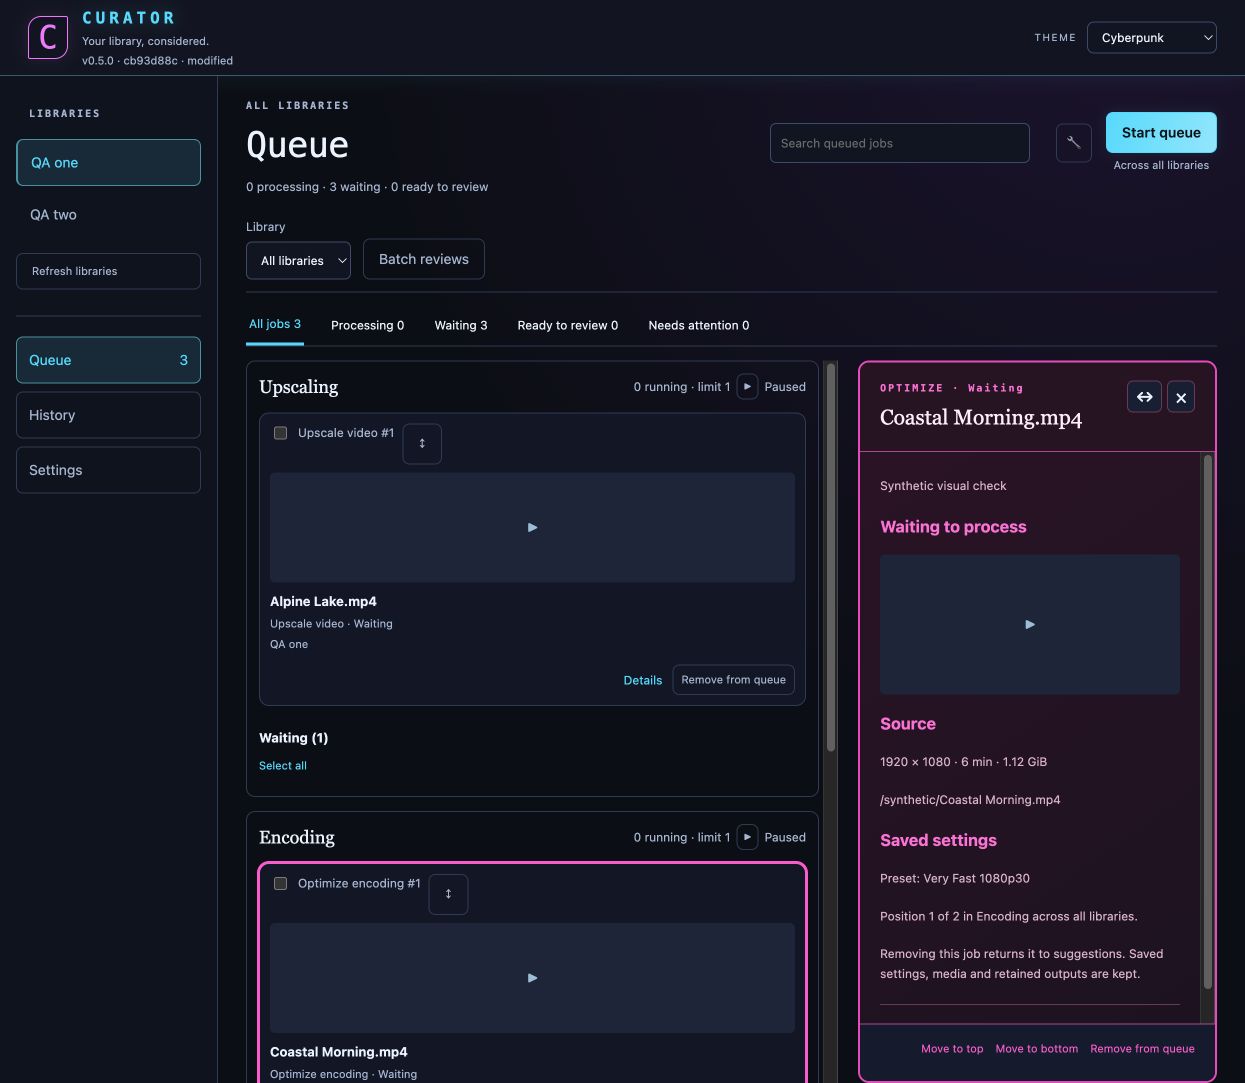 C
CURATOR
Your library, considered.
v0.5.0 · cb93d88c · modified
THEME
Cyberpunk
LIBRARIES
QA one
QA two
Refresh libraries
Queue 3
History
Settings
ALL LIBRARIES
Queue
0 processing · 3 waiting · 0 ready to review
Search queued jobs
Start queue
Across all libraries
Library
All libraries
Batch reviews
All jobs 3
Processing 0
Waiting 3
Ready to review 0
Needs attention 0
Upscaling
0 running · limit 1
Paused
Upscale video #1
Alpine Lake.mp4
Upscale video · Waiting
QA one
Details
Remove from queue
Waiting (1)
Select all
Encoding
0 running · limit 1
Paused
Optimize encoding #1
Coastal Morning.mp4
Optimize encoding · Waiting
OPTIMIZE · Waiting
Coastal Morning.mp4
Synthetic visual check
Waiting to process
Source
1920 × 1080 · 6 min · 1.12 GiB
/synthetic/Coastal Morning.mp4
Saved settings
Preset: Very Fast 1080p30
Position 1 of 2 in Encoding across all libraries.
Removing this job returns it to suggestions. Saved
settings, media and retained outputs are kept.
Move to top
Move to bottom
Remove from queue